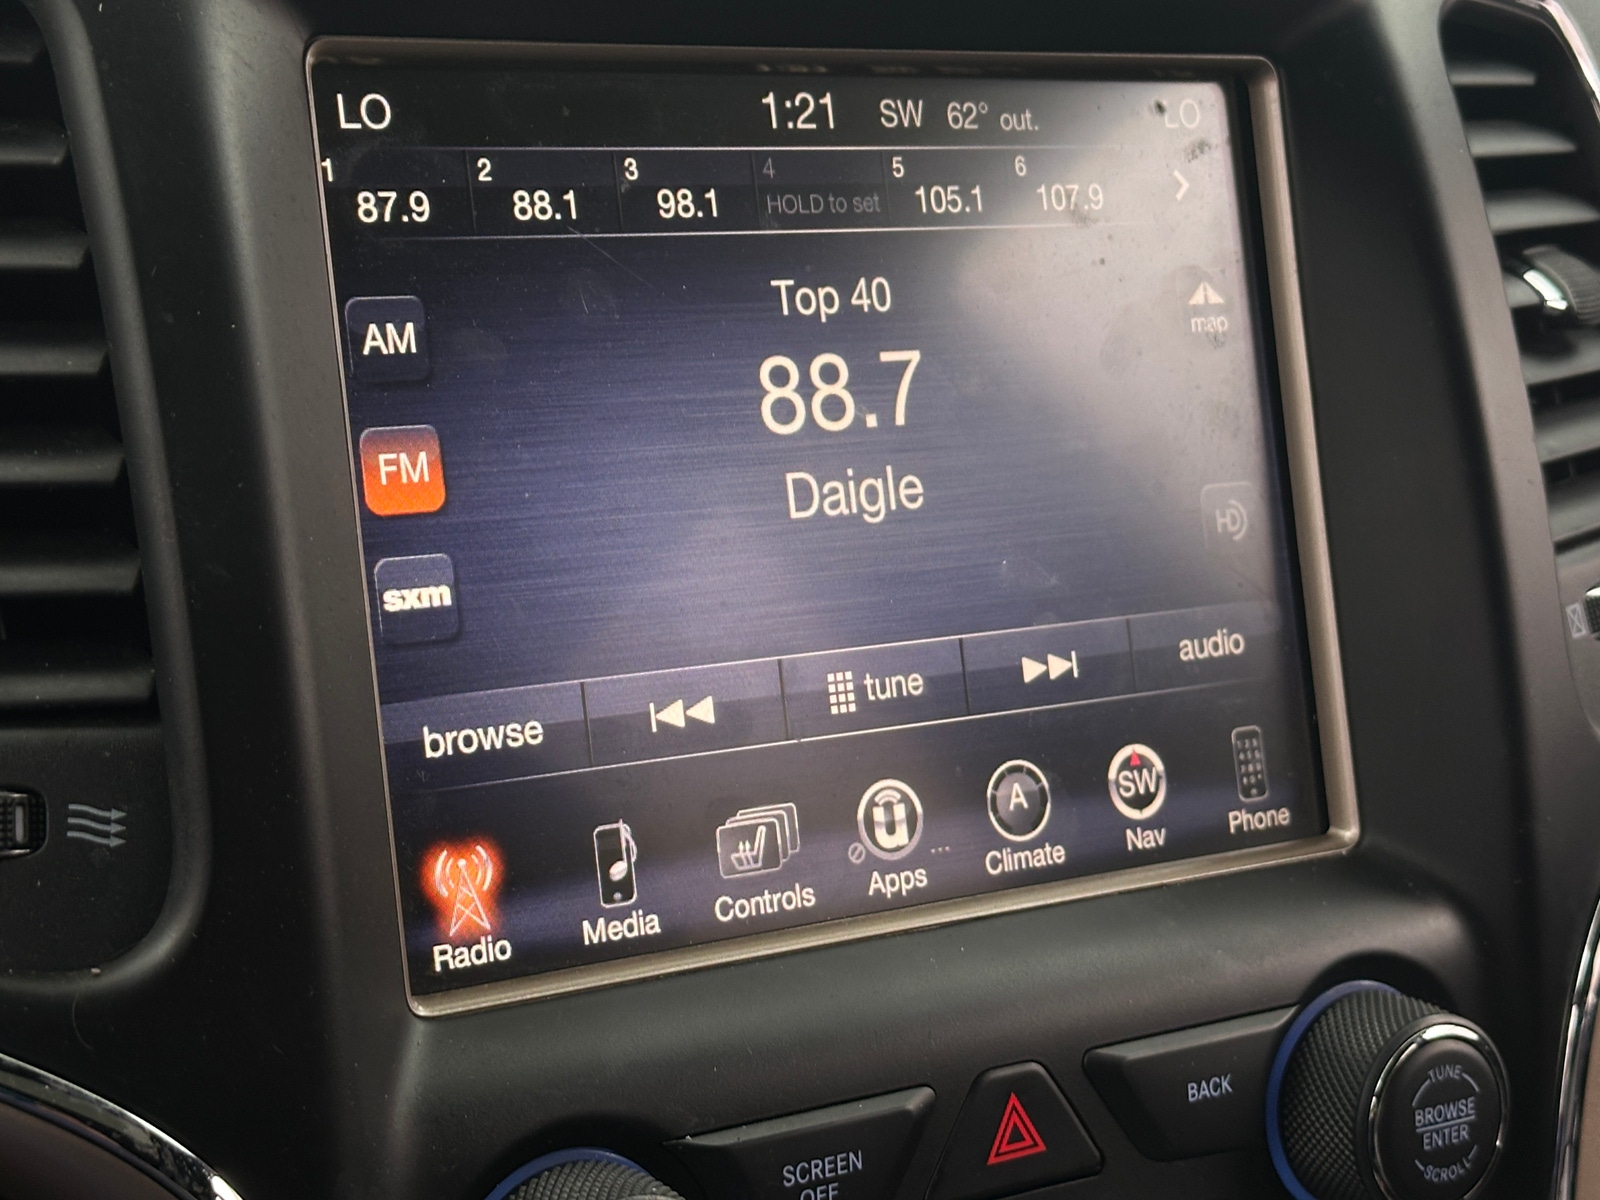 LO 1:21 SW 62° out. LO
1 2 3 4 5 6
87.9 88.1 98.1 HOLD to set 105.1 107.9
Top 40
map
AM
88.7
FM
Daigle
HD
sxm
browse tune audio
Radio Media Controls Apps Climate Nav Phone
A
SW
BACK
TUNE
BROWSE
ENTER
SCROLL
SCREEN
OFF